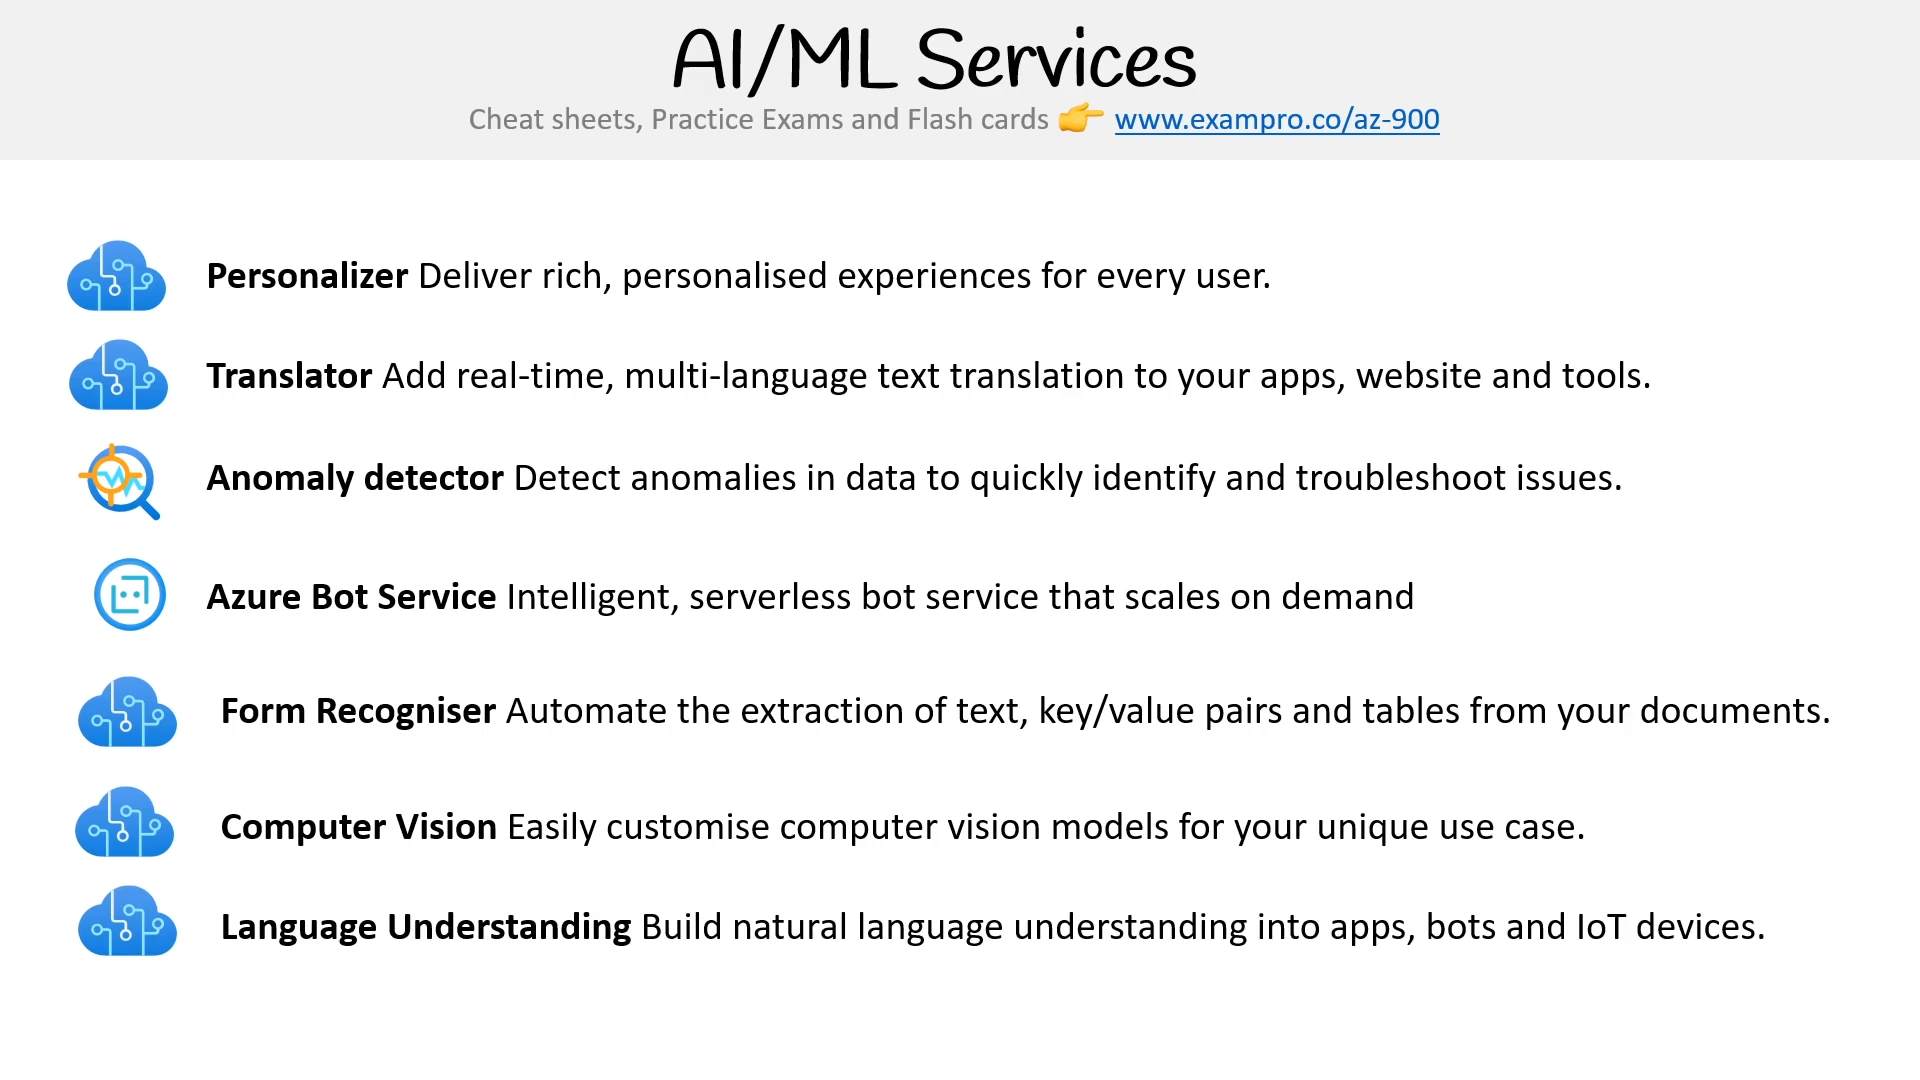 AI/ML Services
Cheat sheets, Practice Exams and Flash cards 👉 www.exampro.co/az-900
Personalizer Deliver rich, personalised experiences for every user.
Translator Add real-time, multi-language text translation to your apps, website and tools.
Anomaly detector Detect anomalies in data to quickly identify and troubleshoot issues.
Azure Bot Service Intelligent, serverless bot service that scales on demand
Form Recogniser Automate the extraction of text, key/value pairs and tables from your documents.
Computer Vision Easily customise computer vision models for your unique use case.
Language Understanding Build natural language understanding into apps, bots and IoT devices.